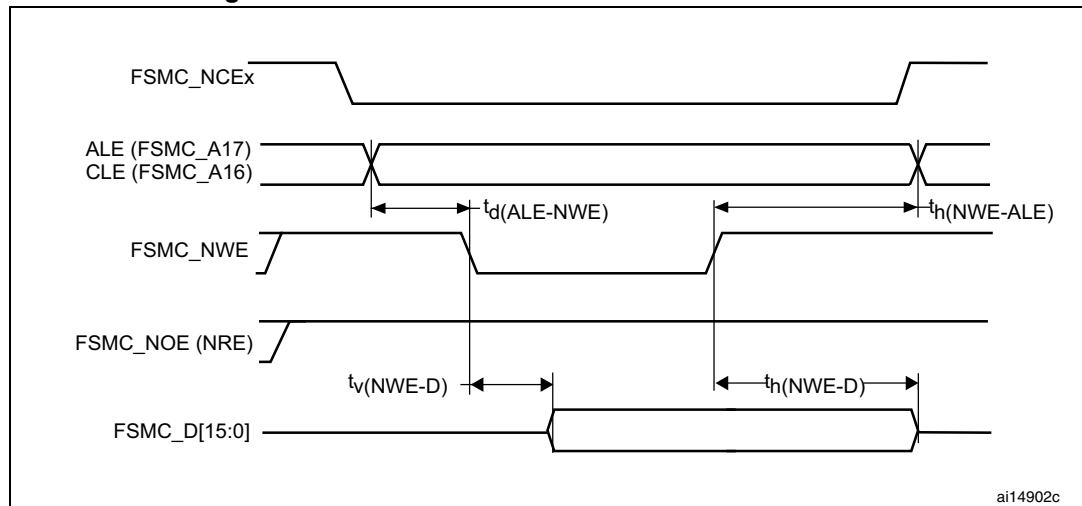 FSMC_NCEx
ALE (FSMC_A17)
CLE (FSMC_A16)
td(ALE-NWE)
th(NWE-ALE)
FSMC_NWE
FSMC_NOE (NRE)
tv(NWE-D)
th(NWE-D)
FSMC_D[15:0]
ai14902c